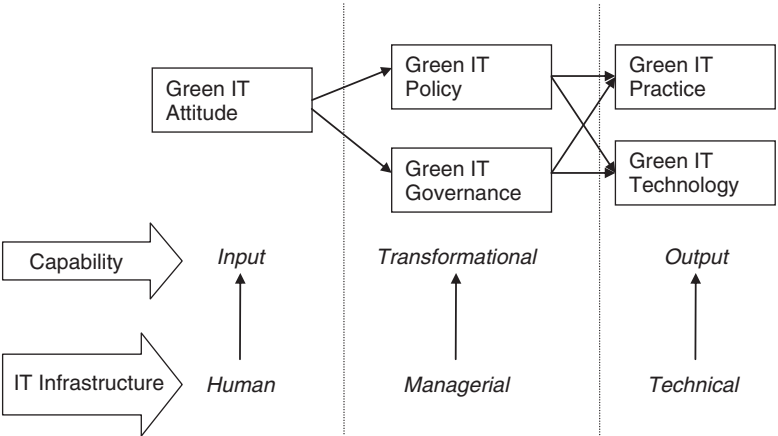 Green IT
Attitude
Green IT
Policy
Green IT
Governance
Green IT
Practice
Green IT
Technology
Capability
Input
Transformational
Output
IT Infrastructure
Human
Managerial
Technical